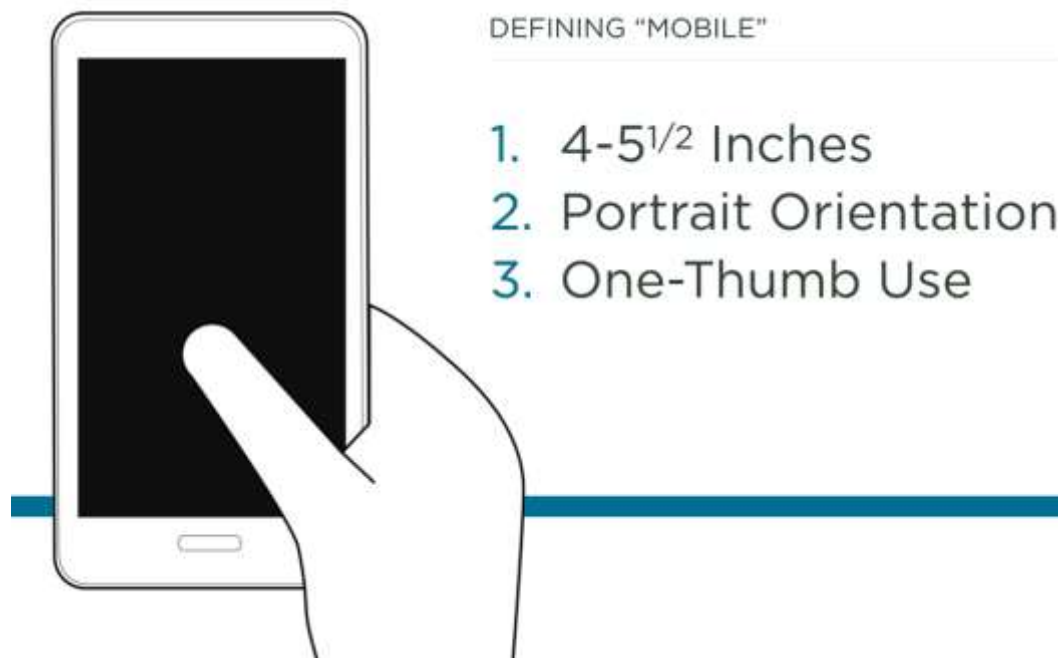 DEFINING “MOBILE”
1. 4-5 1/2 Inches
2. Portrait Orientation
3. One-Thumb Use